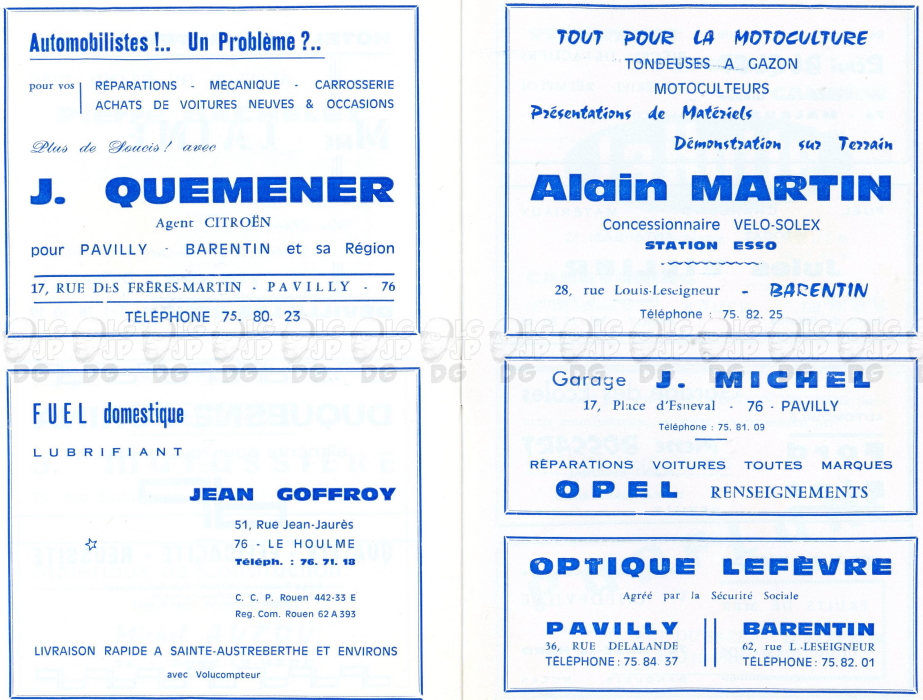 Automobilistes !.. Un Problème ?..
pour vos RÉPARATIONS - MÉCANIQUE - CARROSSERIE
ACHATS DE VOITURES NEUVES & OCCASIONS
Plus de Soucis ! avec
J. QUEMENER
Agent CITROËN
pour PAVILLY - BARENTIN et sa Région
17, RUE DES FRÈRES-MARTIN - PAVILLY - 76
TÉLÉPHONE 75. 80. 23
FUEL domestique
LUBRIFIANT
JEAN GOFFROY
51, Rue Jean-Jaurès
76 - LE HOULME
Téléph. : 76. 71. 18
C. C. P. Rouen 442-33 E
Reg. Com. Rouen 62 A 393
LIVRAISON RAPIDE A SAINTE-AUSTREBERTHE ET ENVIRONS
avec Volucompteur
TOUT POUR LA MOTOCULTURE
TONDEUSES A GAZON
MOTOCULTEURS
Présentations de Matériels
Démonstration sur Terrain
Alain MARTIN
Concessionnaire VELO-SOLEX
STATION ESSO
28, rue Louis-Leseigneur - BARENTIN
Téléphone : 75. 82. 25
Garage J. MICHEL
17, Place d'Esneval - 76 - PAVILLY
Téléphone : 75. 81. 09
RÉPARATIONS VOITURES TOUTES MARQUES
OPEL RENSEIGNEMENTS
OPTIQUE LEFÈVRE
Agréé par la Sécurité Sociale
PAVILLY
36, RUE DELALANDE
TÉLÉPHONE : 75. 84. 37
BARENTIN
62, rue L.-LESEIGNEUR
TÉLÉPHONE : 75. 82. 01